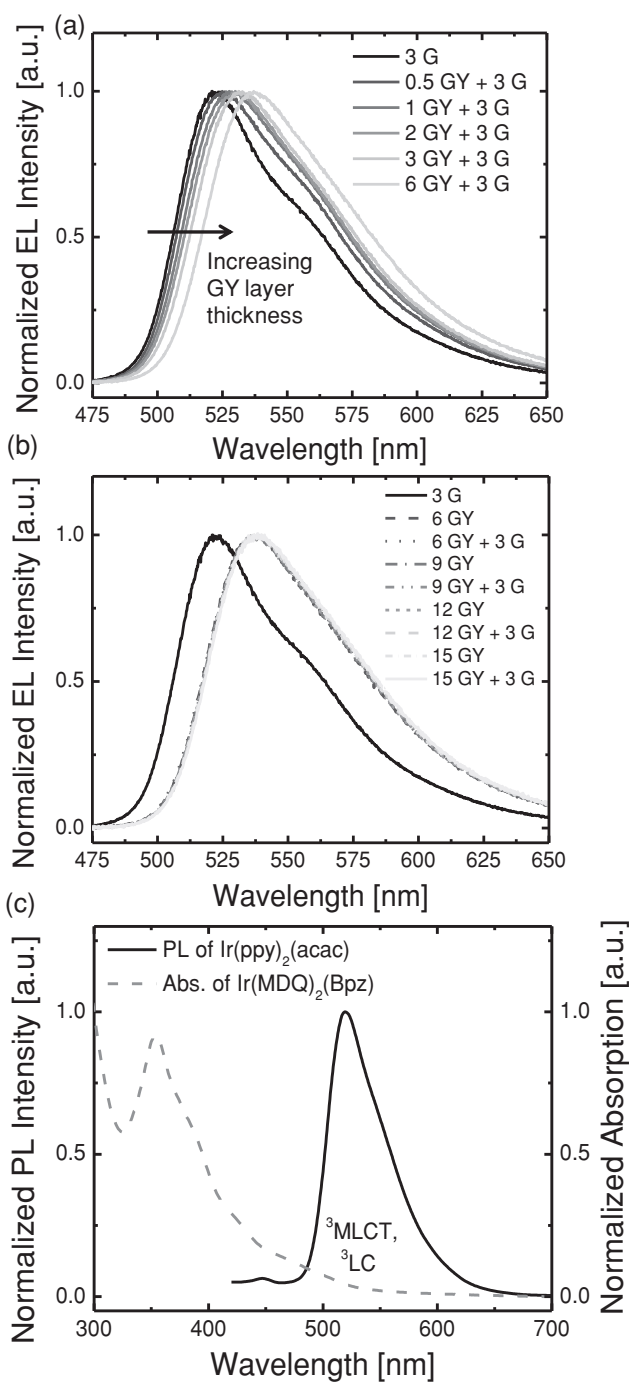 (a)
Normalized EL Intensity [a.u.]
1.0
0.5
0.0
3 G
0.5 GY + 3 G
1 GY + 3 G
2 GY + 3 G
3 GY + 3 G
6 GY + 3 G
Increasing
GY layer
thickness
475 500 525 550 575 600 625 650
Wavelength [nm]
(b)
Normalized EL Intensity [a.u.]
1.0
0.5
0.0
3 G
6 GY
6 GY + 3 G
9 GY
9 GY + 3 G
12 GY
12 GY + 3 G
15 GY
15 GY + 3 G
475 500 525 550 575 600 625 650
Wavelength [nm]
(c)
Normalized PL Intensity [a.u.]
1.0
0.5
0.0
PL of Ir(ppy)₂(acac)
Abs. of Ir(MDQ)₂(Bpz)
³MLCT,
³LC
1.0
0.5
0.0
Normalized Absorption [a.u.]
300 400 500 600 700
Wavelength [nm]